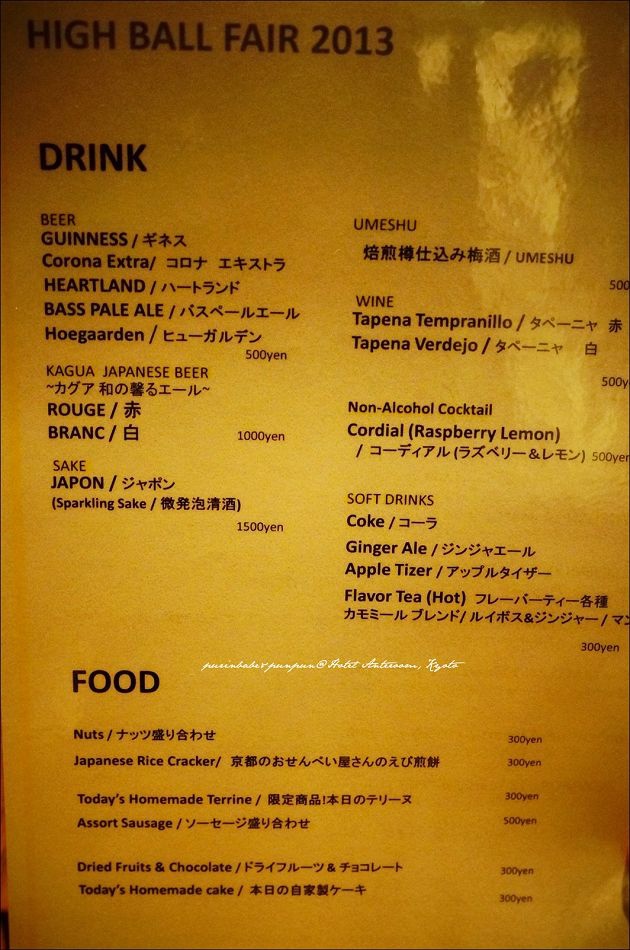 HIGH BALL FAIR 2013
DRINK
BEER
GUINNESS / ギネス
Corona Extra/ コロナ エキストラ
HEARTLAND / ハートランド
BASS PALE ALE / バスペールエール
Hoegaarden / ヒューガルデン
500yen
KAGUA JAPANESE BEER
~カグア 和の馨るエール~
ROUGE / 赤
BRANC / 白
1000yen
SAKE
JAPON / ジャポン
(Sparkling Sake / 微発泡清酒)
1500yen
UMESHU
焙煎樽仕込み梅酒 / UMESHU
500
WINE
Tapena Tempranillo / タペーニャ 赤
Tapena Verdejo / タペーニャ 白
500y
Non-Alcohol Cocktail
Cordial (Raspberry Lemon)
/ コーディアル (ラズベリー＆レモン) 500yen
SOFT DRINKS
Coke / コーラ
Ginger Ale / ジンジャエール
Apple Tizer / アップルタイザー
Flavor Tea (Hot) フレーバーティー各種
カモミール ブレンド/ ルイボス&ジンジャー / マン
300yen
purinbabe&punpun@Hotel Anteroom, Kyoto
FOOD
Nuts / ナッツ盛り合わせ 300yen
Japanese Rice Cracker/ 京都のおせんべい屋さんのえび煎餅 300yen
Today's Homemade Terrine / 限定商品!本日のテリーヌ 300yen
Assort Sausage / ソーセージ盛り合わせ 500yen
Dried Fruits & Chocolate / ドライフルーツ & チョコレート 300yen
Today's Homemade cake / 本日の自家製ケーキ 300yen